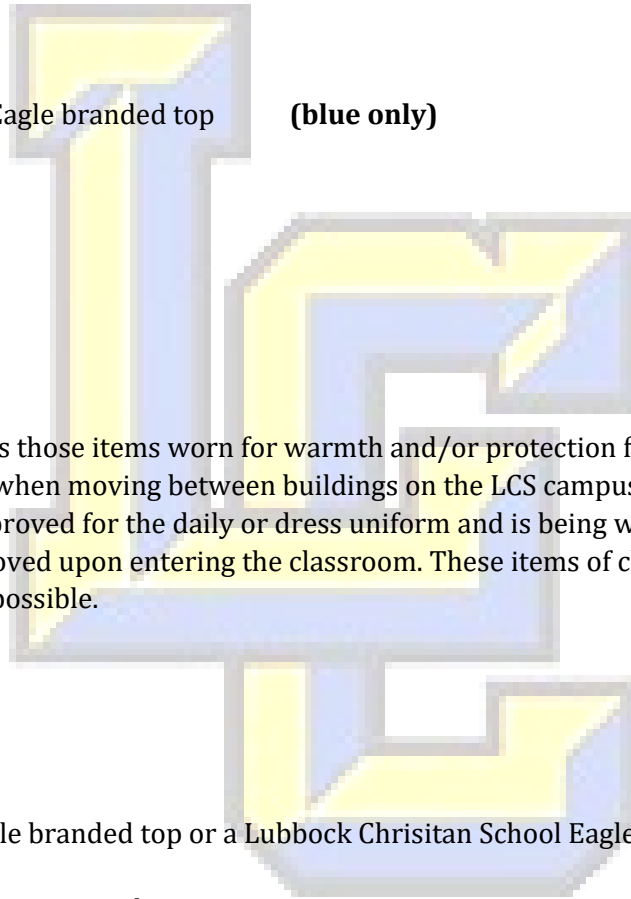 Eagle branded top (blue only)
s those items worn for warmth and/or protection f
when moving between buildings on the LCS campus
roved for the daily or dress uniform and is being w
oved upon entering the classroom. These items of c
possible.
le branded top or a Lubbock Chrisitan School Eagle